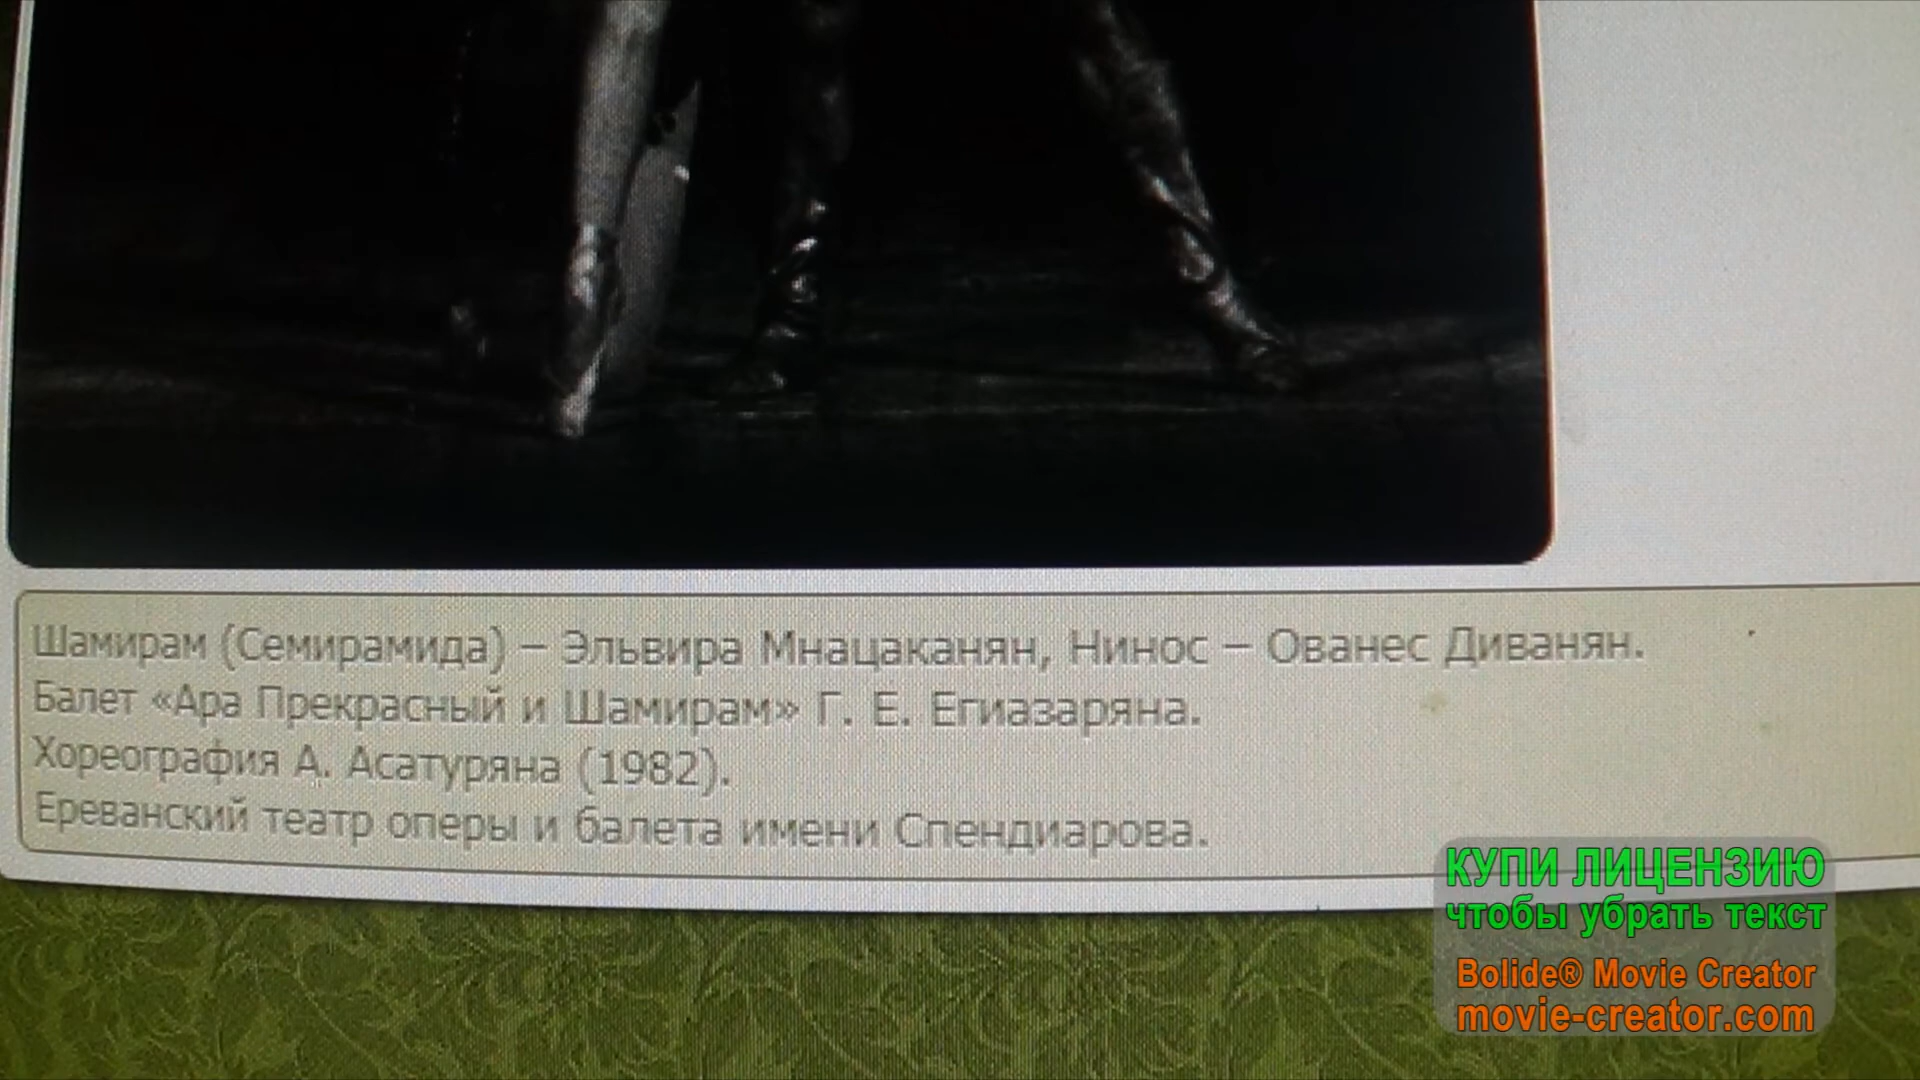 Шамирам (Семирамида) – Эльвира Мнацаканян, Нинос – Ованес Диванян.
Балет «Ара Прекрасный и Шамирам» Г. Е. Егиазаряна.
Хореография А. Асатуряна (1982).
Ереванский театр оперы и балета имени Спендиарова.
КУПИ ЛИЦЕНЗИЮ
чтобы убрать текст
Bolide® Movie Creator
movie-creator.com